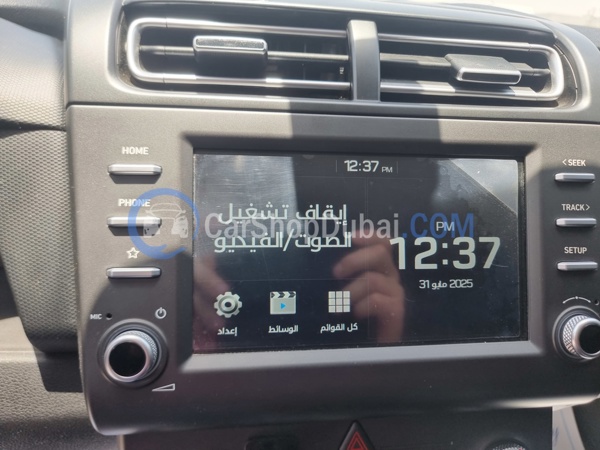 HOME
PHONE
MIC
< SEEK
TRACK >
SETUP
12:37 PM
إيقاف تشغيل
الصوت/الفيديو
PM
12:37
31 مايو 2025
إعداد
الوسائط
كل القوائم
CarShopDubai.COM